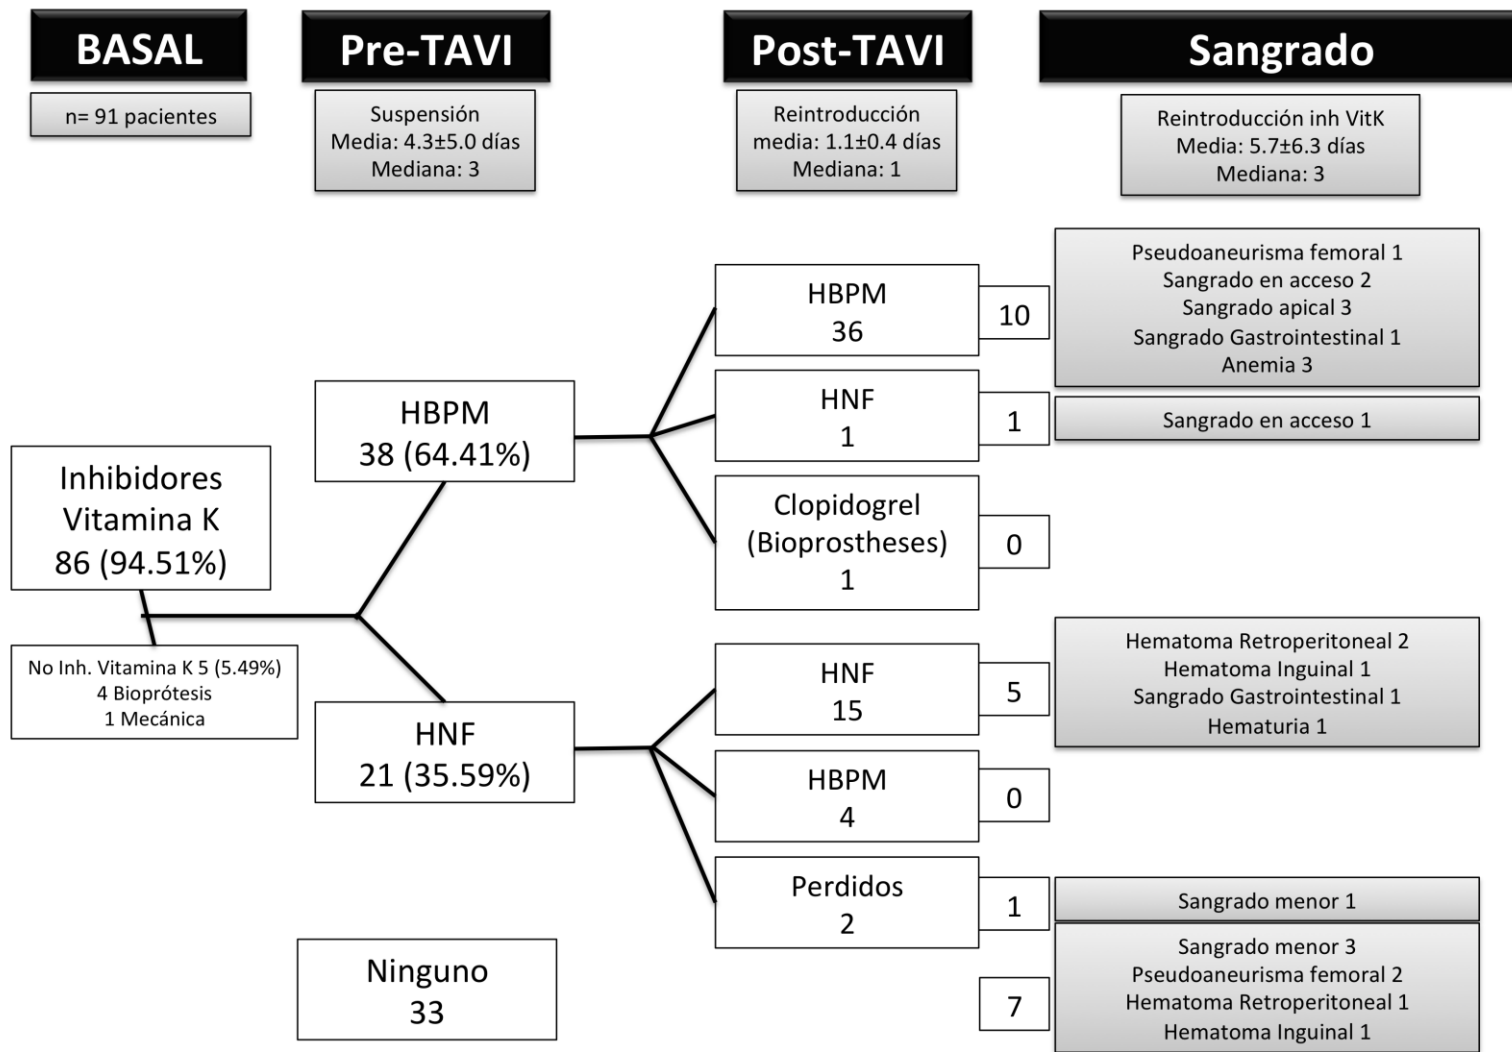 BASAL
n= 91 pacientes
Inhibidores
Vitamina K
86 (94.51%)
No Inh. Vitamina K 5 (5.49%)
4 Bioprótesis
1 Mecánica
Pre-TAVI
Suspensión
Media: 4.3±5.0 días
Mediana: 3
HBPM
38 (64.41%)
HNF
21 (35.59%)
Ninguno
33
Post-TAVI
Reintroducción
media: 1.1±0.4 días
Mediana: 1
HBPM
36
10
HNF
1
1
Clopidogrel
(Bioprostheses)
1
0
HNF
15
5
HBPM
4
0
Perdidos
2
1
7
Sangrado
Reintroducción inh VitK
Media: 5.7±6.3 días
Mediana: 3
Pseudoaneurisma femoral 1
Sangrado en acceso 2
Sangrado apical 3
Sangrado Gastrointestinal 1
Anemia 3
Sangrado en acceso 1
Hematoma Retroperitoneal 2
Hematoma Inguinal 1
Sangrado Gastrointestinal 1
Hematuria 1
Sangrado menor 1
Sangrado menor 3
Pseudoaneurisma femoral 2
Hematoma Retroperitoneal 1
Hematoma Inguinal 1